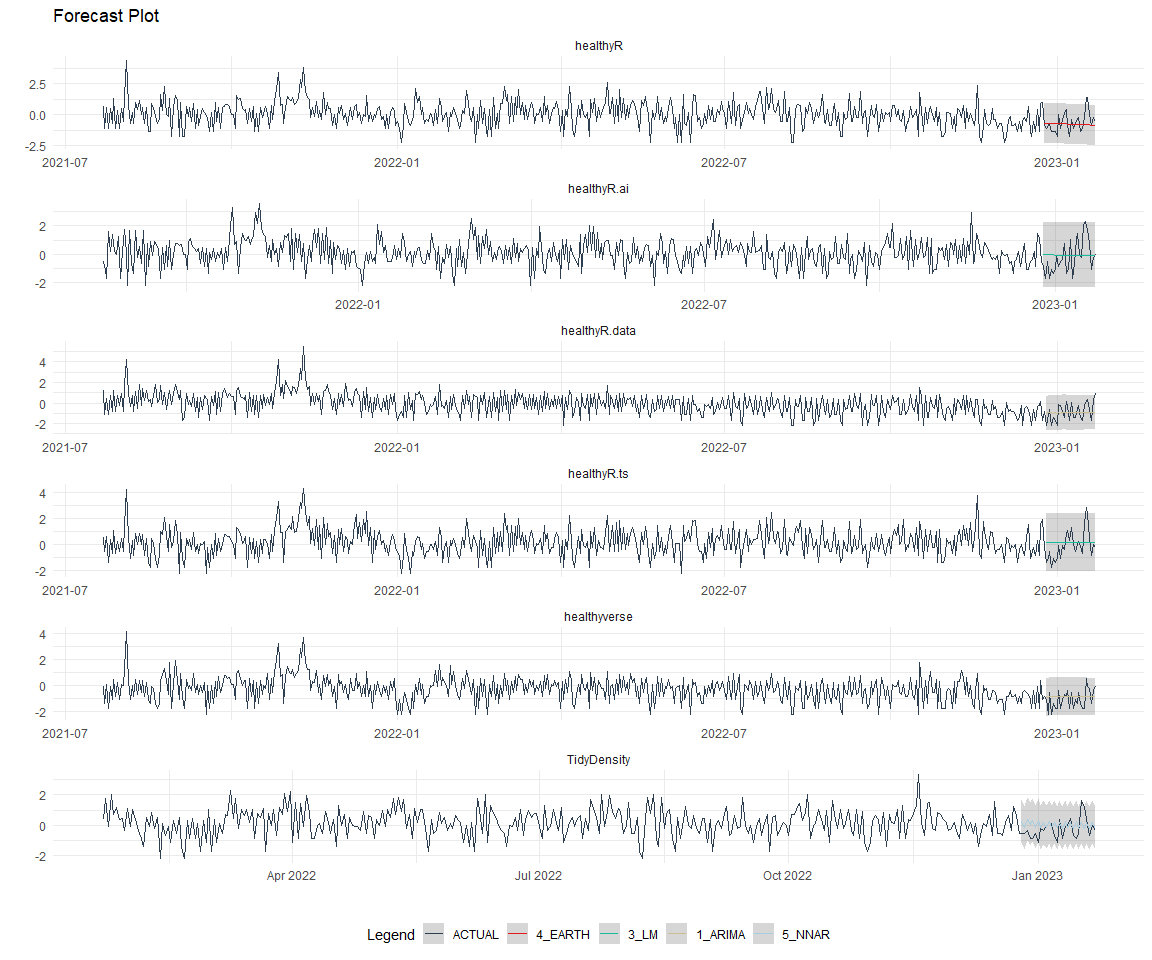 Forecast Plot
healthyR
2.5
0.0
-2.5
2021-07 2022-01 2022-07 2023-01
healthyR.ai
2
0
-2
2022-01 2022-07 2023-01
healthyR.data
4
2
0
-2
2021-07 2022-01 2022-07 2023-01
healthyR.ts
4
2
0
-2
2021-07 2022-01 2022-07 2023-01
healthyverse
4
2
0
-2
2021-07 2022-01 2022-07 2023-01
TidyDensity
2
0
-2
Apr 2022 Jul 2022 Oct 2022 Jan 2023
Legend ACTUAL 4_EARTH 3_LM 1_ARIMA 5_NNAR